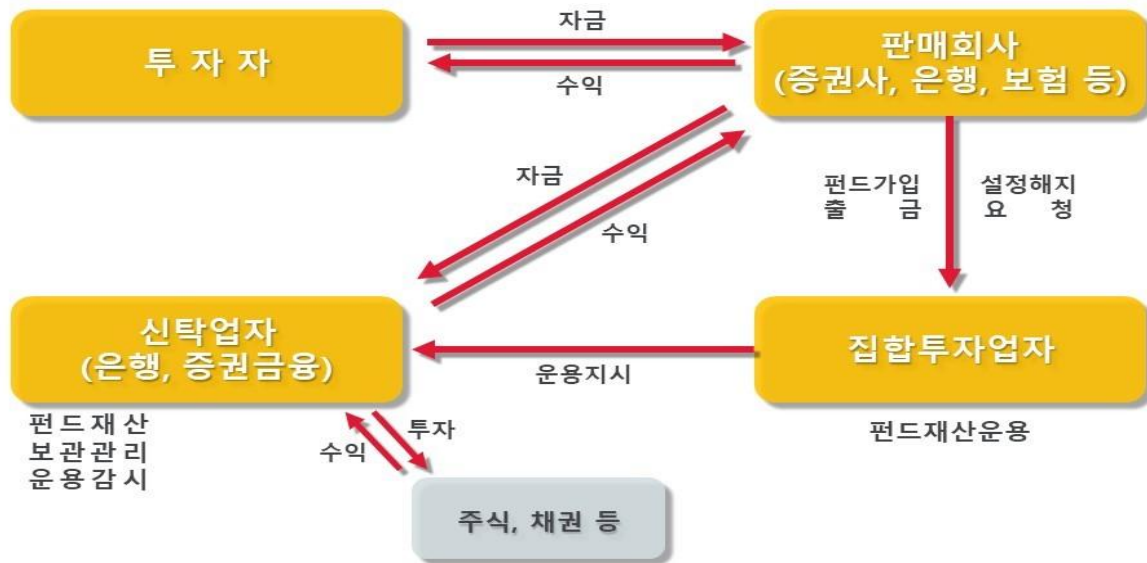 자금
투 자 자
판매회사
(증권사, 은행, 보험 등)
수익
자금
수익
펀드가입
출 금
설정해지
요 청
신탁업자
(은행, 증권금융)
집합투자업자
운용지시
펀드재산
보관관리
운용감시
수익
투자
펀드재산운용
주식, 채권 등